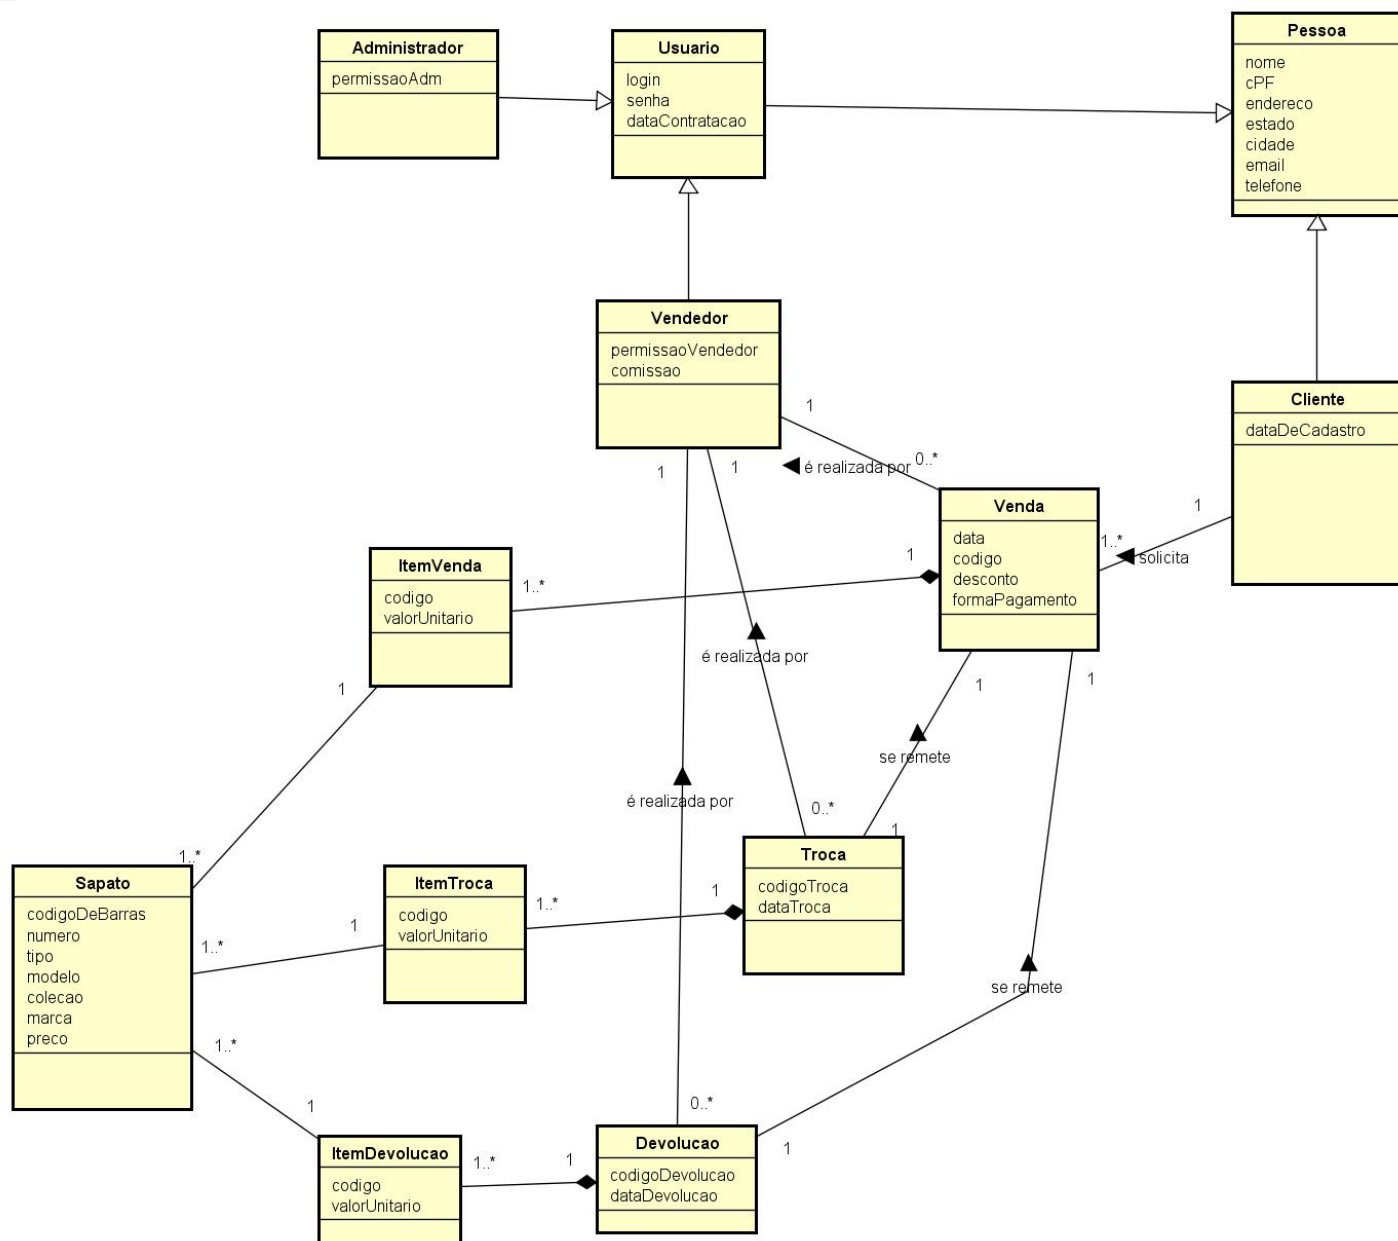 Administrador
permissaoAdm
Usuario
login
senha
dataContratacao
Pessoa
nome
cPF
endereco
estado
cidade
email
telefone
Vendedor
permissaoVendedor
comissao
Cliente
dataDeCadastro
1
é realizada por
0..*
1
1
Venda
data
codigo
desconto
formaPagamento
1
1..*
solicita
ItemVenda
codigo
valorUnitario
1..*
1
é realizada por
1
1
1
se remete
é realizada por
0..*
1
1..*
Sapato
codigoDeBarras
numero
tipo
modelo
colecao
marca
preco
ItemTroca
codigo
valorUnitario
1..*
1
Troca
codigoTroca
dataTroca
1..*
1
se remete
1..*
1
0..*
ItemDevolucao
codigo
valorUnitario
1..*
1
Devolucao
codigoDevolucao
dataDevolucao
1